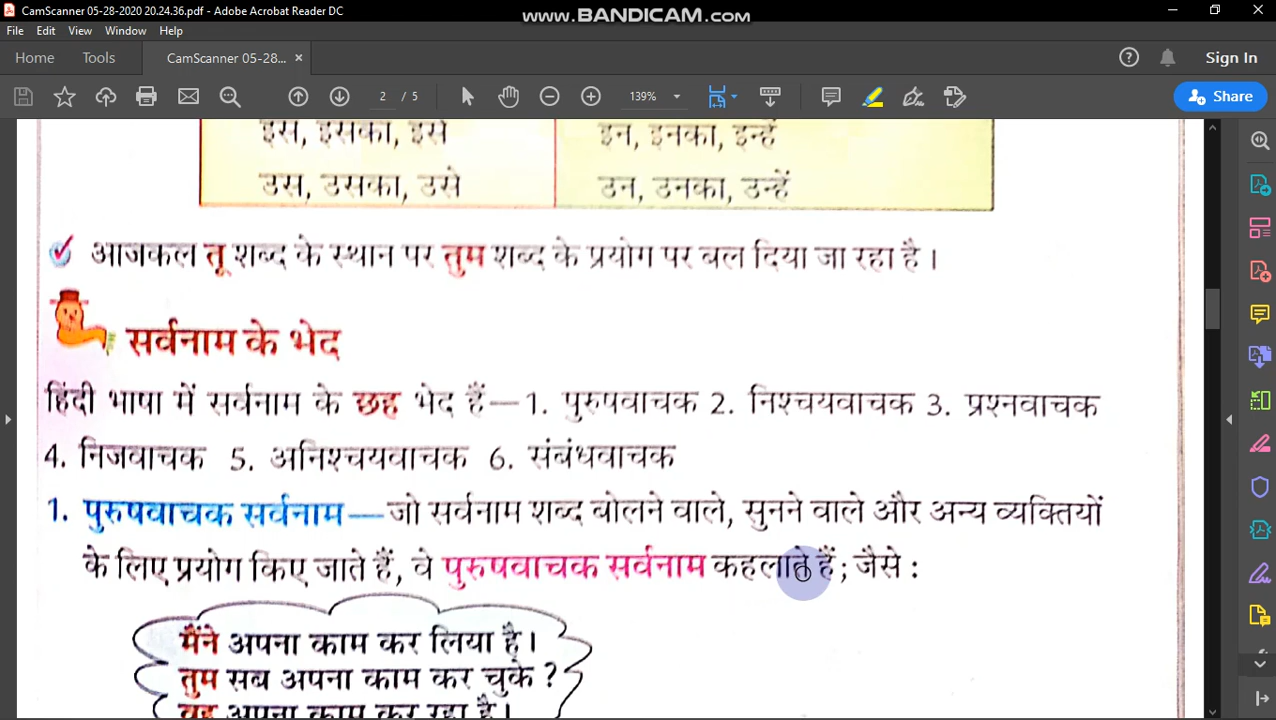 CamScanner 05-28-2020 20.24.36.pdf - Adobe Acrobat Reader DC
www.BANDICAM.com
File Edit View Window Help
Home Tools CamScanner 05-28... × Sign In
2 / 5 139% Share
इस, इसका, इसे इन, इनका, इन्हें
उस, उसका, उसे उन, उनका, उन्हें
आजकल तू शब्द के स्थान पर तुम शब्द के प्रयोग पर बल दिया जा रहा है।
सर्वनाम के भेद
हिंदी भाषा में सर्वनाम के छह भेद हैं—1. पुरुषवाचक 2. निश्चयवाचक 3. प्रश्नवाचक
4. निजवाचक 5. अनिश्चयवाचक 6. संबंधवाचक
1. पुरुषवाचक सर्वनाम—जो सर्वनाम शब्द बोलने वाले, सुनने वाले और अन्य व्यक्तियों
के लिए प्रयोग किए जाते हैं, वे पुरुषवाचक सर्वनाम कहलाते हैं; जैसे :
मैंने अपना काम कर लिया है।
तुम सब अपना काम कर चुके ?
वह अपना काम कर रहा है।